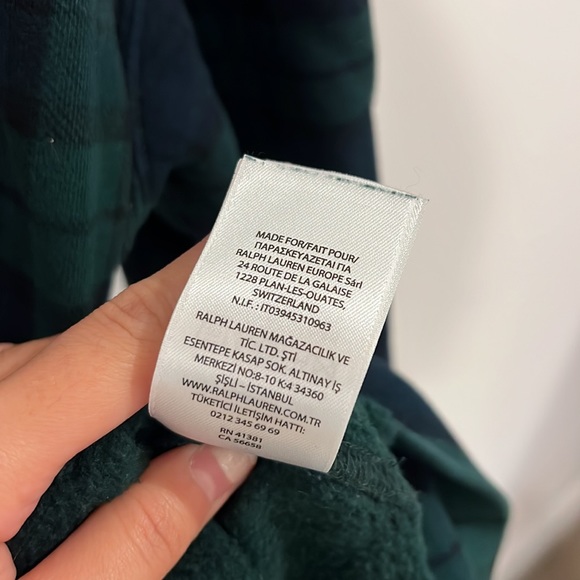 MADE FOR/FAIT POUR/
ΠΑΡΑΣΚΕΥΑΖΕΤΑΙ ΓΙΑ
RALPH LAUREN EUROPE Sárl
24 ROUTE DE LA GALAISE
1228 PLAN-LES-OUATES,
SWITZERLAND
N.I.F. : IT03945310963
RALPH LAUREN MAĞAZACILIK VE
TİC. LTD. ŞTİ
ESENTEPE KASAP SOK. ALTINAY İŞ
MERKEZİ NO:8-10 K:4 34360
ŞİŞLİ – İSTANBUL
WWW.RALPHLAUREN.COM.TR
TÜKETİCİ İLETİŞİM HATTI:
0212 345 69 69
RN 41381
CA 56658